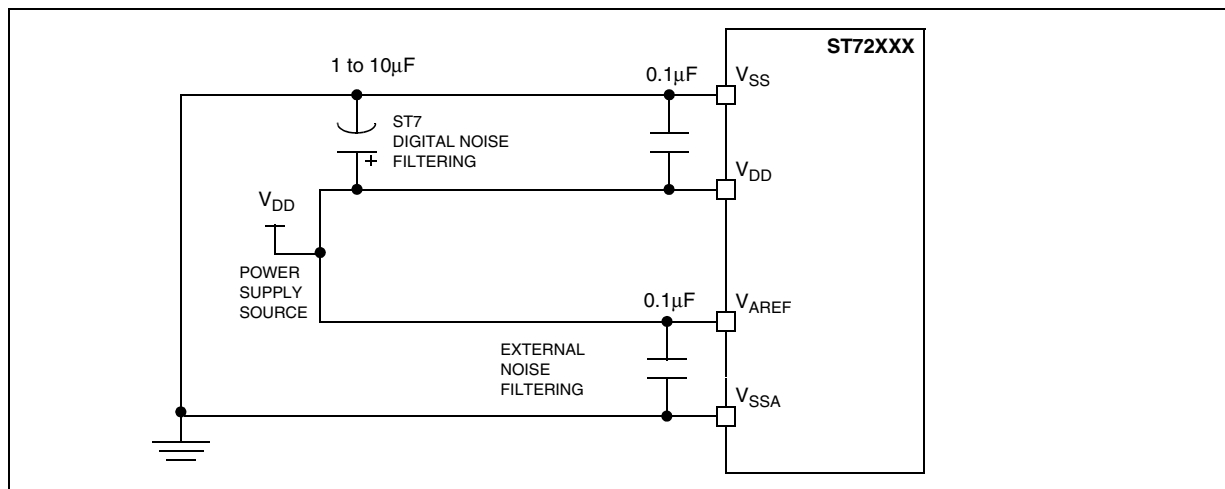 ST72XXX
1 to 10μF
0.1μF
VSS
ST7
DIGITAL NOISE
FILTERING
+
VDD
VDD
POWER
SUPPLY
SOURCE
0.1μF
VAREF
EXTERNAL
NOISE
FILTERING
VSSA